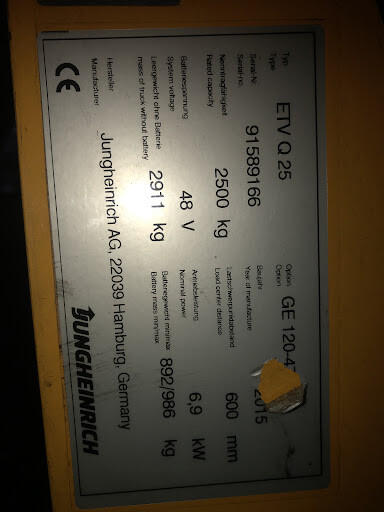 Typ
Type
ETV Q 25
Option
Option
GE 120-4
Serial-Nr.
Serial-no.
91589166
Baujahr
Year of manufacture
2015
Nenntragfähigkeit
Rated capacity
2500 kg
Lastschwerpunktabstand
Load center distance
600 mm
Batteriespannung
System voltage
48 V
Antriebsleistung
Nominal power
6,9 kW
Leergewicht ohne Batterie
mass of truck without battery
2911 kg
Batteriegewicht min/max
Battery mass min/max
892/986 kg
Hersteller
Manufacturer
Jungheinrich AG, 22039 Hamburg, Germany
CE
JUNGHEINRICH